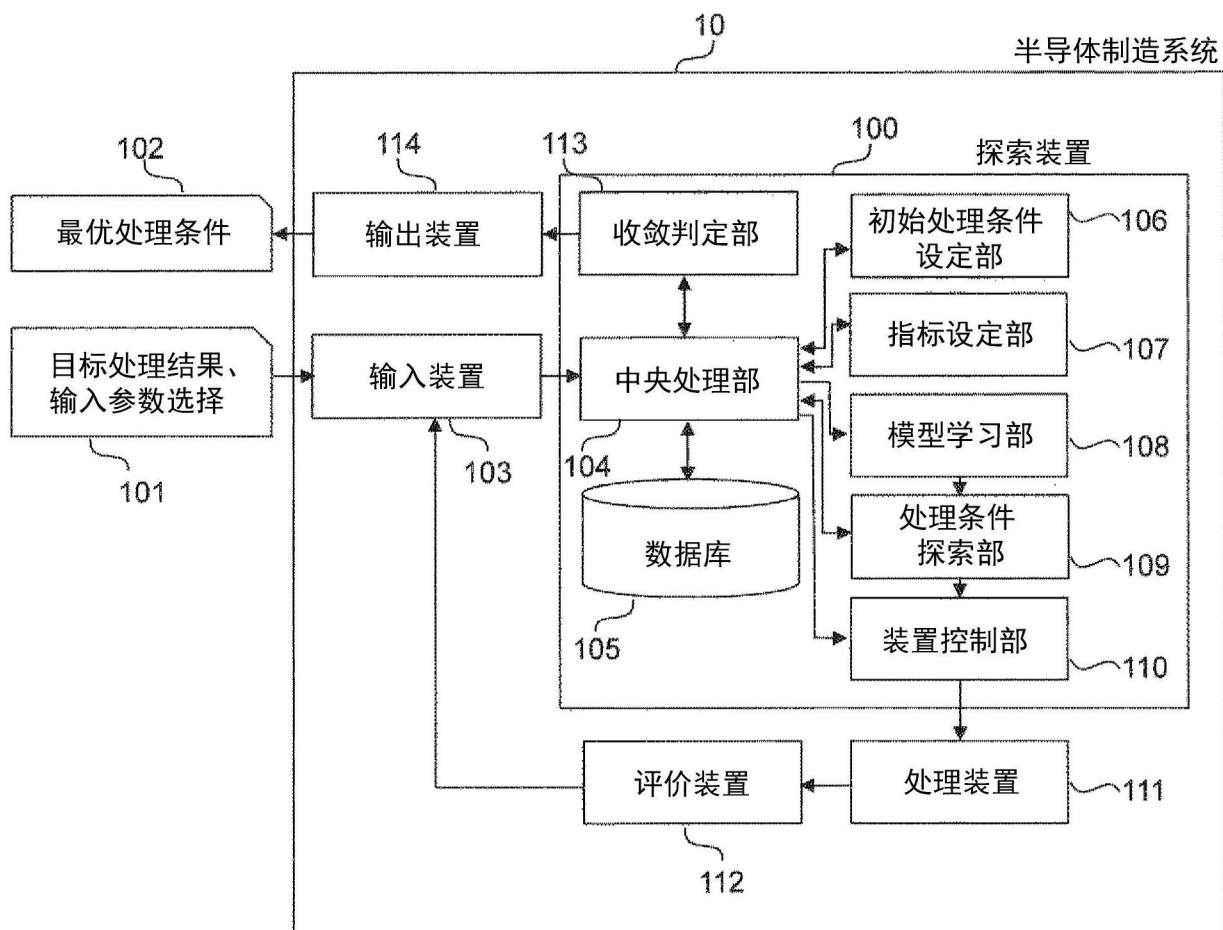 10
半导体制造系统
100
探索装置
102
114
113
最优处理条件
输出装置
收敛判定部
初始处理条件
设定部
106
目标处理结果、
输入参数选择
101
输入装置
103
中央处理部
104
指标设定部
107
模型学习部
108
数据库
105
处理条件
探索部
109
装置控制部
110
评价装置
112
处理装置
111